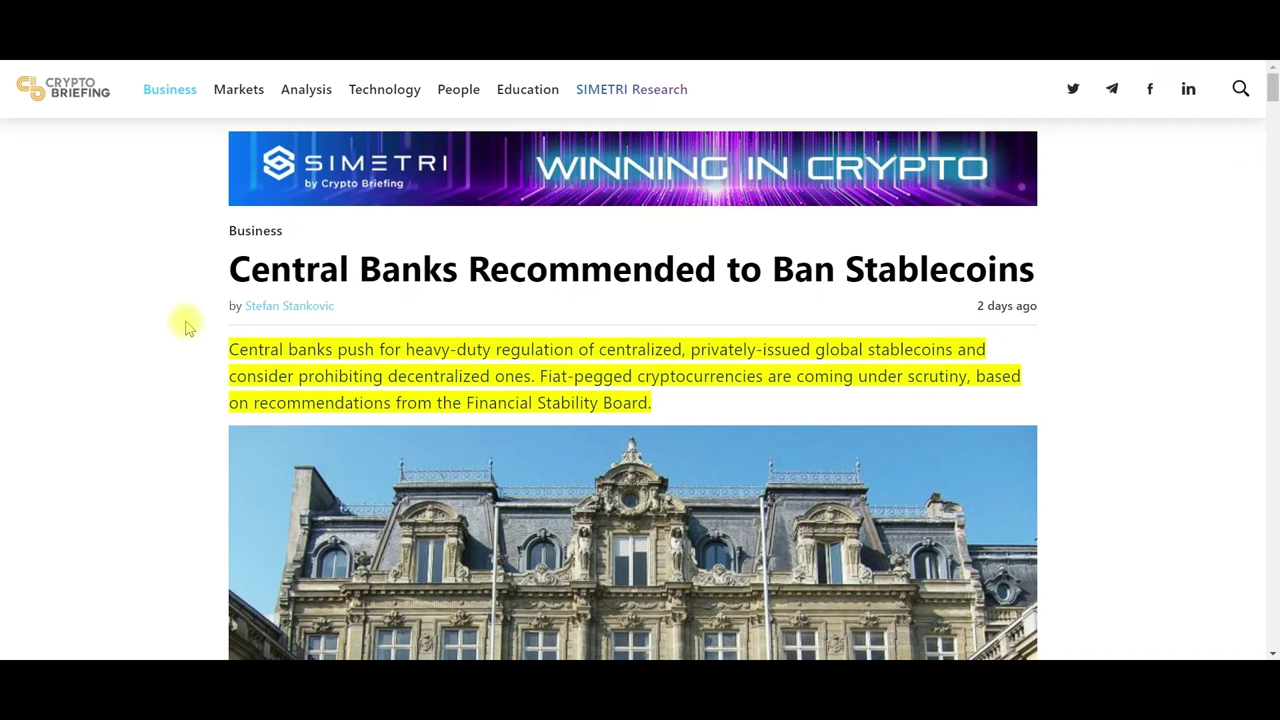 CRYPTO
BRIEFING
Business Markets Analysis Technology People Education SIMETRI Research
SIMETRI
by Crypto Briefing
WINNING IN CRYPTO
Business
Central Banks Recommended to Ban Stablecoins
by Stefan Stankovic
2 days ago
Central banks push for heavy-duty regulation of centralized, privately-issued global stablecoins and
consider prohibiting decentralized ones. Fiat-pegged cryptocurrencies are coming under scrutiny, based
on recommendations from the Financial Stability Board.